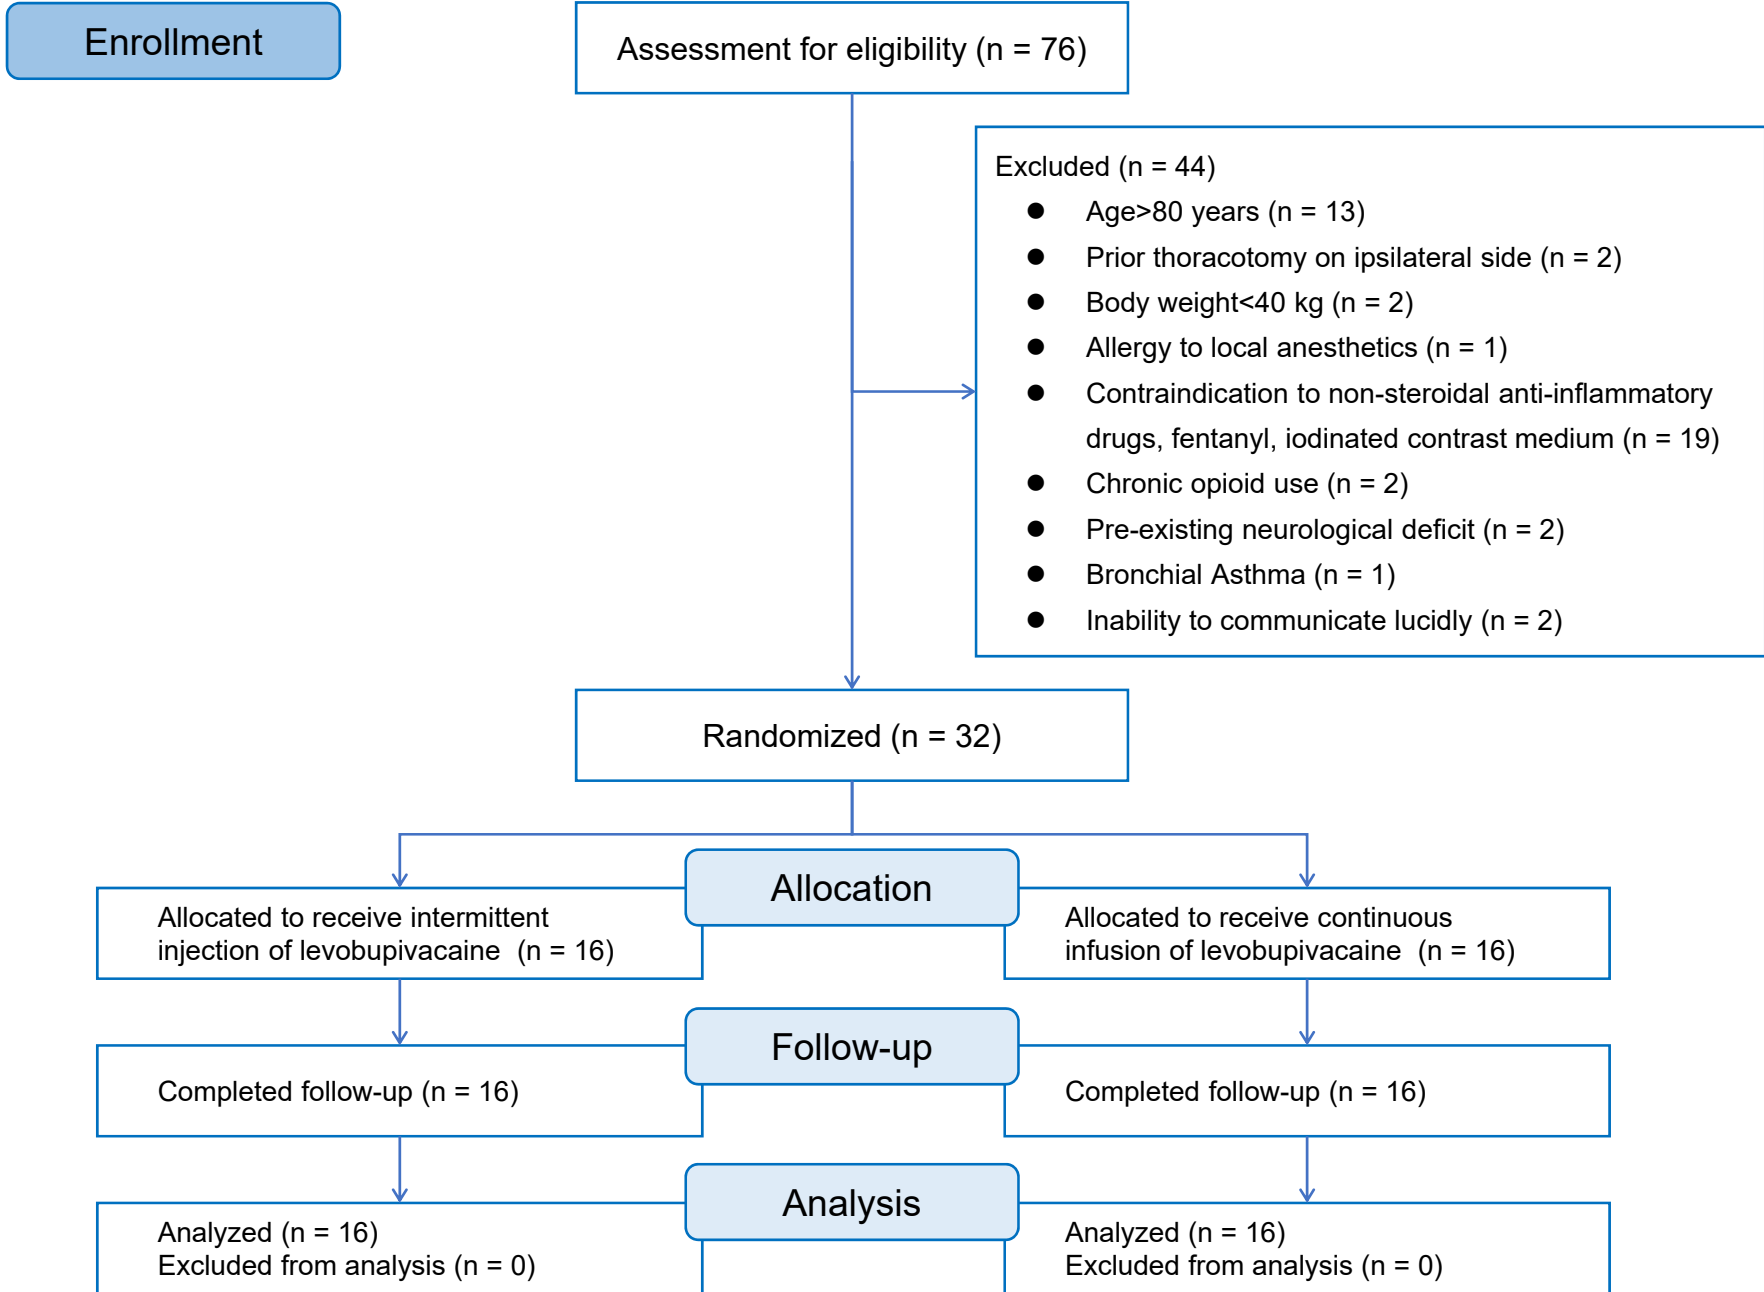 Enrollment
Assessment for eligibility (n = 76)
Excluded (n = 44)
● Age>80 years (n = 13)
● Prior thoracotomy on ipsilateral side (n = 2)
● Body weight<40 kg (n = 2)
● Allergy to local anesthetics (n = 1)
● Contraindication to non-steroidal anti-inflammatory
drugs, fentanyl, iodinated contrast medium (n = 19)
● Chronic opioid use (n = 2)
● Pre-existing neurological deficit (n = 2)
● Bronchial Asthma (n = 1)
● Inability to communicate lucidly (n = 2)
Randomized (n = 32)
Allocation
Allocated to receive intermittent
injection of levobupivacaine (n = 16)
Allocated to receive continuous
infusion of levobupivacaine (n = 16)
Follow-up
Completed follow-up (n = 16)
Completed follow-up (n = 16)
Analysis
Analyzed (n = 16)
Excluded from analysis (n = 0)
Analyzed (n = 16)
Excluded from analysis (n = 0)